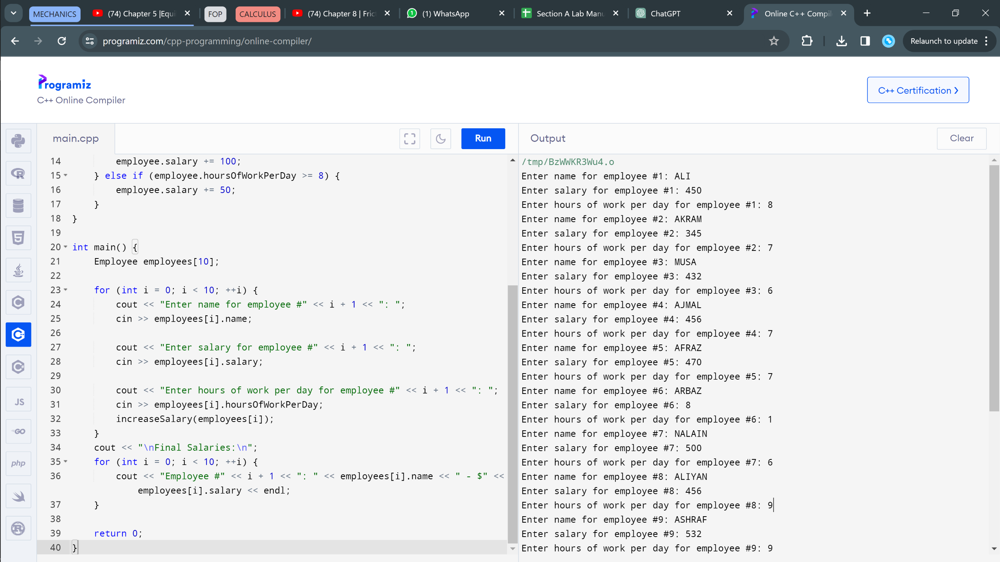 MECHANICS
(74) Chapter 5 |Equi
FOP
CALCULUS
(74) Chapter 8 | Fric
(1) WhatsApp
Section A Lab Manu
ChatGPT
Online C++ Compil
programiz.com/cpp-programming/online-compiler/
Relaunch to update
Programiz
C++ Online Compiler
C++ Certification ❯
main.cpp
Run
Output
Clear
14 employee.salary += 100;
15 } else if (employee.hoursOfWorkPerDay >= 8) {
16 employee.salary += 50;
17 }
18 }
19
20 int main() {
21 Employee employees[10];
22
23 for (int i = 0; i < 10; ++i) {
24 cout << "Enter name for employee #" << i + 1 << ": ";
25 cin >> employees[i].name;
26
27 cout << "Enter salary for employee #" << i + 1 << ": ";
28 cin >> employees[i].salary;
29
30 cout << "Enter hours of work per day for employee #" << i + 1 << ": ";
31 cin >> employees[i].hoursOfWorkPerDay;
32 increaseSalary(employees[i]);
33 }
34 cout << "\nFinal Salaries:\n";
35 for (int i = 0; i < 10; ++i) {
36 cout << "Employee #" << i + 1 << ": " << employees[i].name << " - $" <<
employees[i].salary << endl;
37 }
38
39 return 0;
40 }
/tmp/BzWWKR3Wu4.o
Enter name for employee #1: ALI
Enter salary for employee #1: 450
Enter hours of work per day for employee #1: 8
Enter name for employee #2: AKRAM
Enter salary for employee #2: 345
Enter hours of work per day for employee #2: 7
Enter name for employee #3: MUSA
Enter salary for employee #3: 432
Enter hours of work per day for employee #3: 6
Enter name for employee #4: AJMAL
Enter salary for employee #4: 456
Enter hours of work per day for employee #4: 7
Enter name for employee #5: AFRAZ
Enter salary for employee #5: 470
Enter hours of work per day for employee #5: 7
Enter name for employee #6: ARBAZ
Enter salary for employee #6: 8
Enter hours of work per day for employee #6: 1
Enter name for employee #7: NALAIN
Enter salary for employee #7: 500
Enter hours of work per day for employee #7: 6
Enter name for employee #8: ALIYAN
Enter salary for employee #8: 456
Enter hours of work per day for employee #8: 9
Enter name for employee #9: ASHRAF
Enter salary for employee #9: 532
Enter hours of work per day for employee #9: 9
JS
GO
php